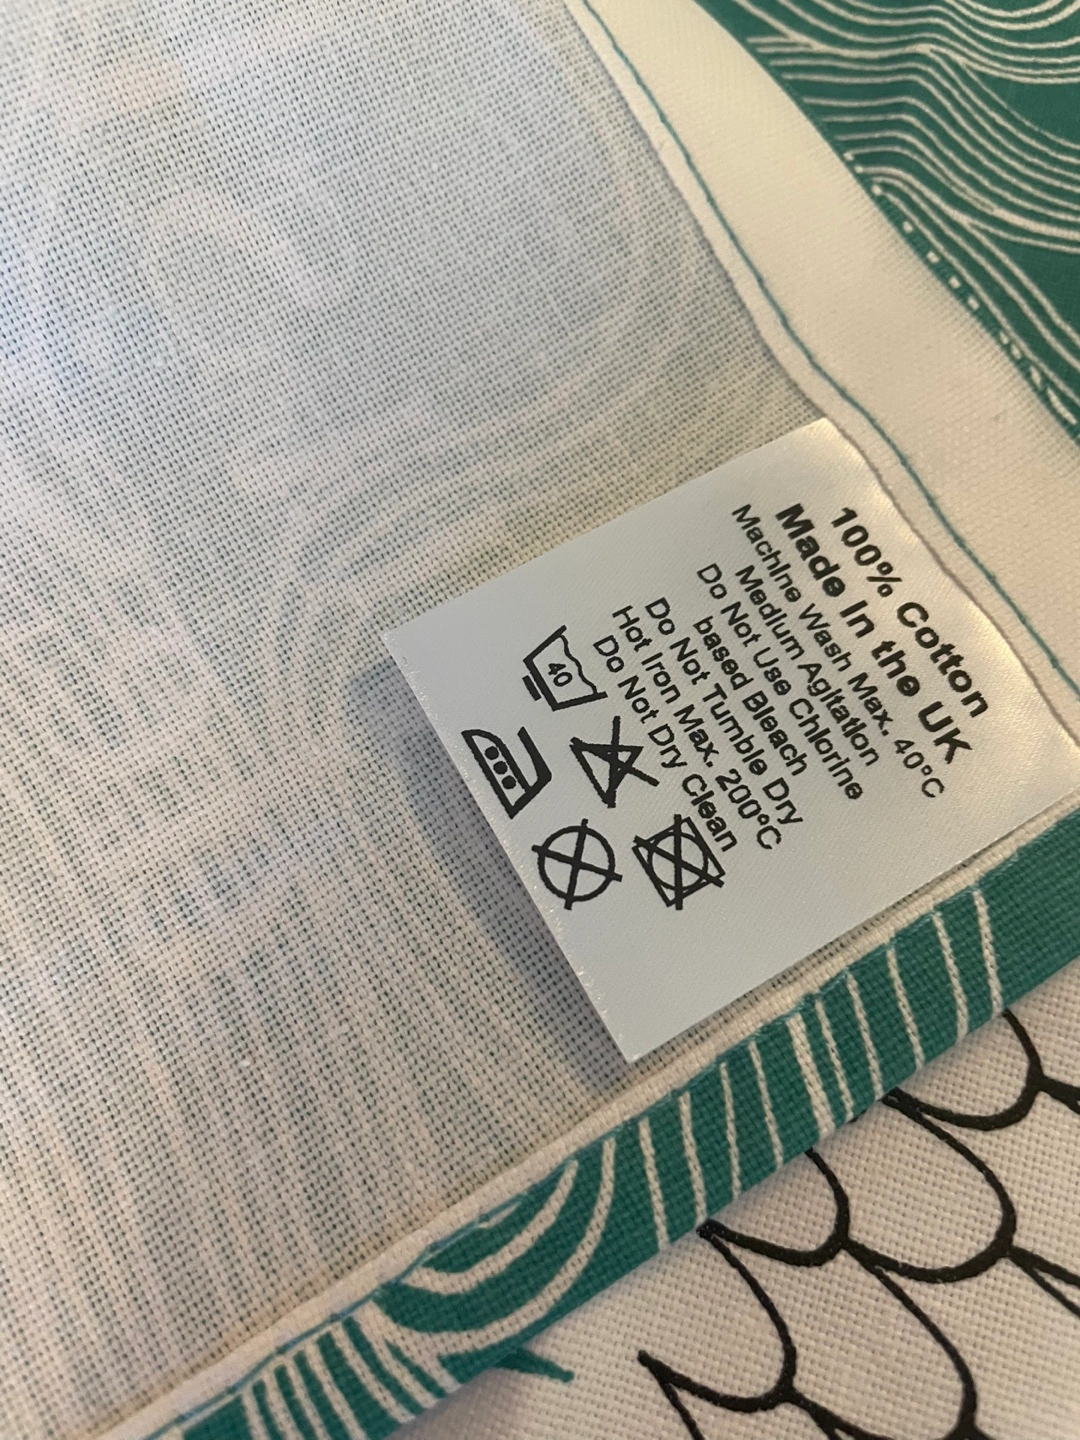 100% Cotton
Made In the UK
Machine Wash Max. 40°C
Medium Agitation
Do Not Use Chlorine
based Bleach
Do Not Tumble Dry
Hot Iron Max. 200°C
Do Not Dry Clean
40